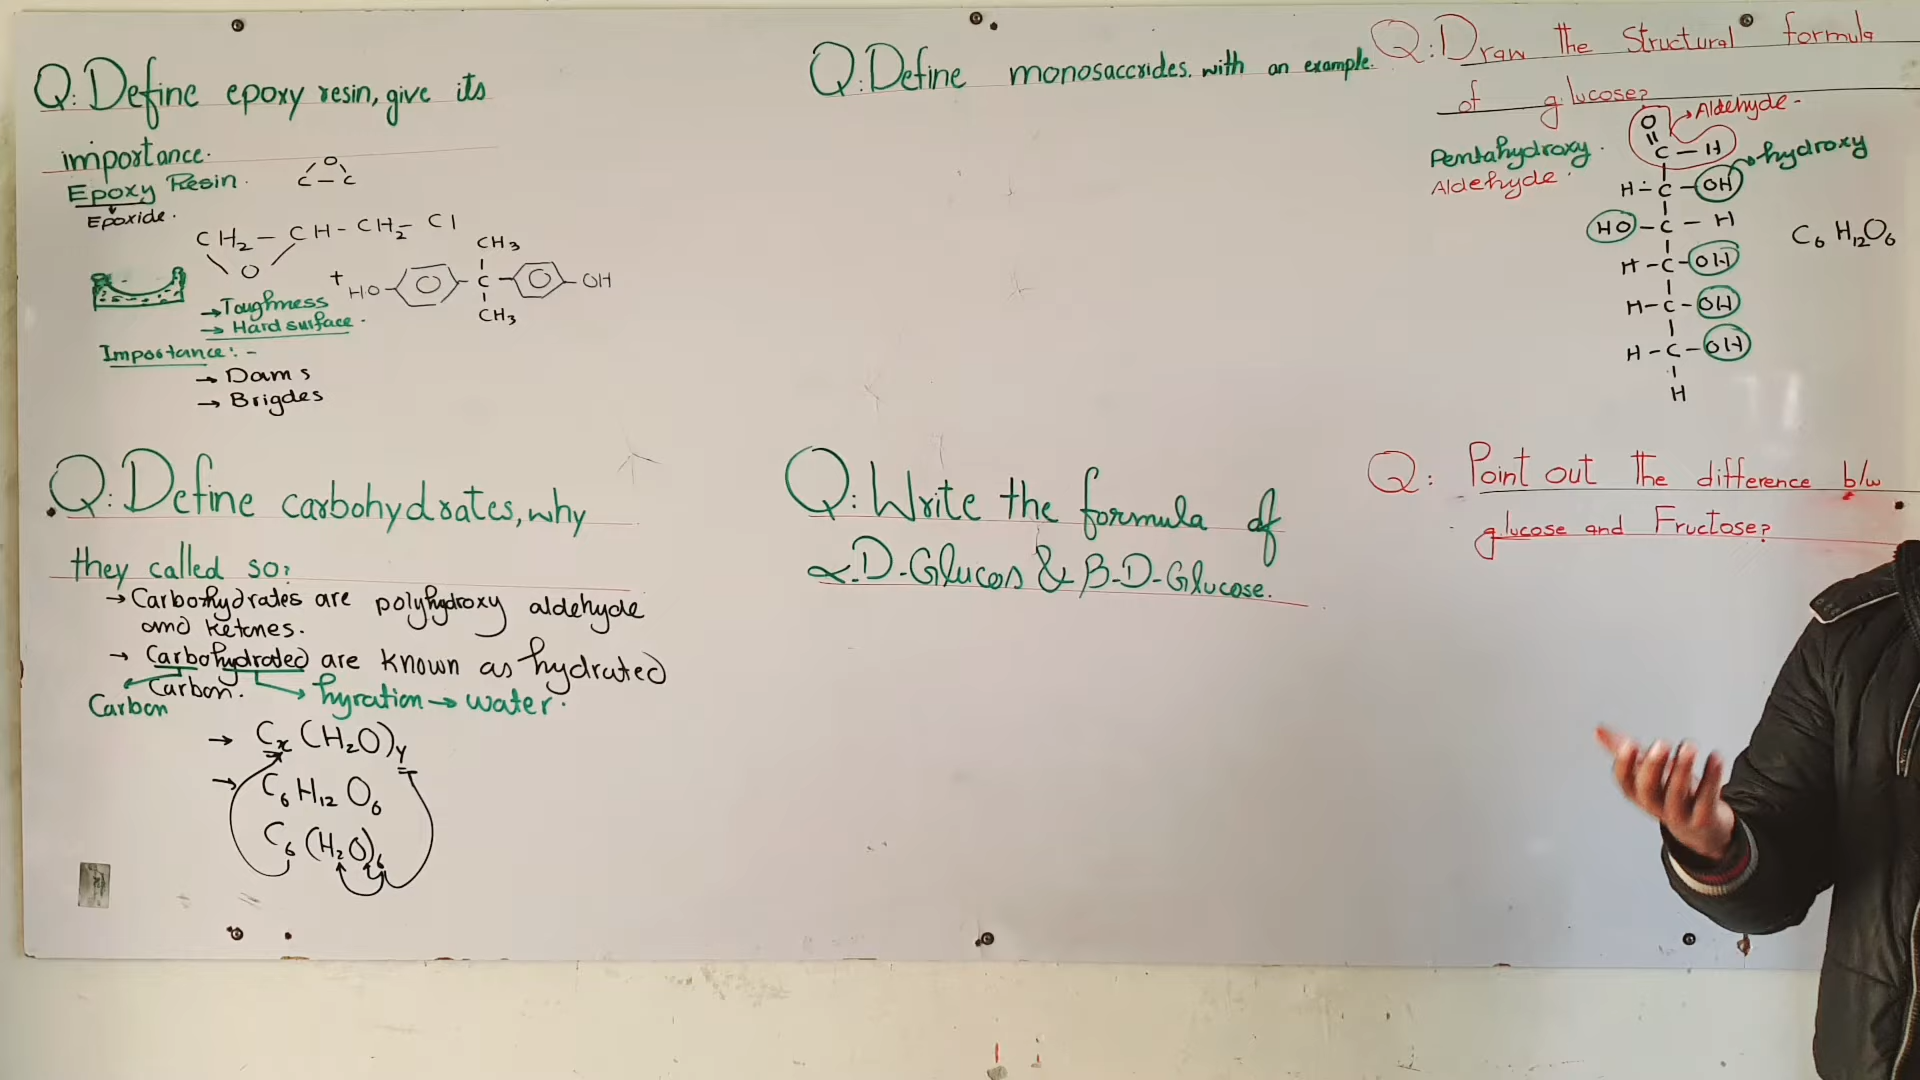 Q: Define epoxy resin, give its
importance.
Epoxy Resin.
Epoxide.
O
C - C
CH2 - CH - CH2 - Cl
O
+
CH3
HO
C
OH
CH3
→ Toughness
→ Hard surface.
Importance: -
→ Dams
→ Brigdes
Q: Define carbohydrates, why
they called so?
→ Carbohydrates are polyhydroxy aldehyde
and ketones.
→ Carbohydrated are known as hydrated
Carbon.
Carbon
hyration → water.
→ Cx (H2O)y
→ C6 H12 O6
C6 (H2O)6
Q: Define monosaccrides. with an example.
Q: Write the formula of
α.D-Glucos & β-D-Glucose.
Q: Draw the Structural formula
of glucose?
→ Aldehyde -
Pentahydroxy.
Aldehyde.
O
C - H
hydroxy
H - C - OH
HO - C - H
C6 H12O6
H - C - OH
H - C - OH
H - C - OH
H
Q: Point out the difference b/w
glucose and Fructose?